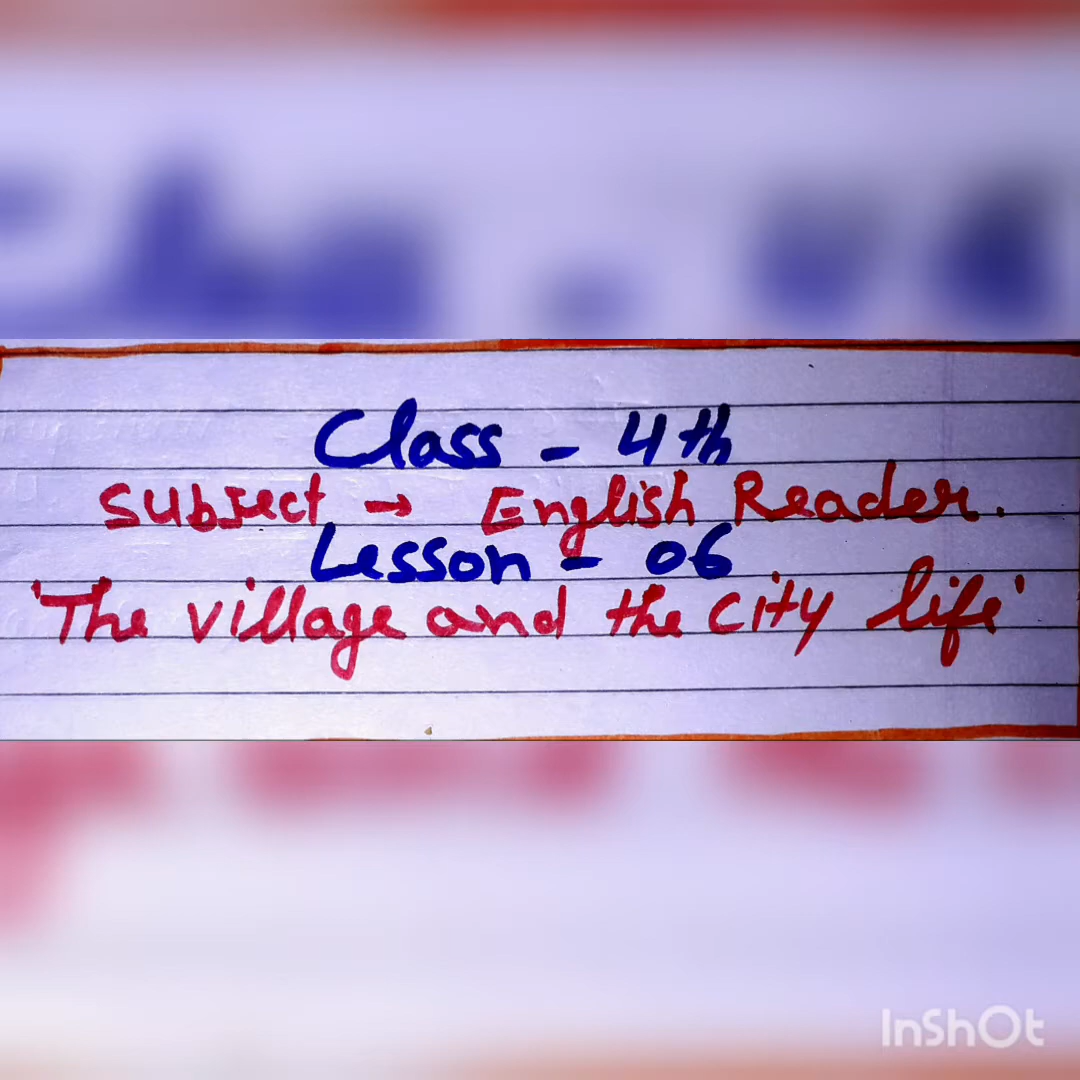 Class - 4th
Subject → English Reader.
Lesson - 06
'The village and the city life'
InShOt